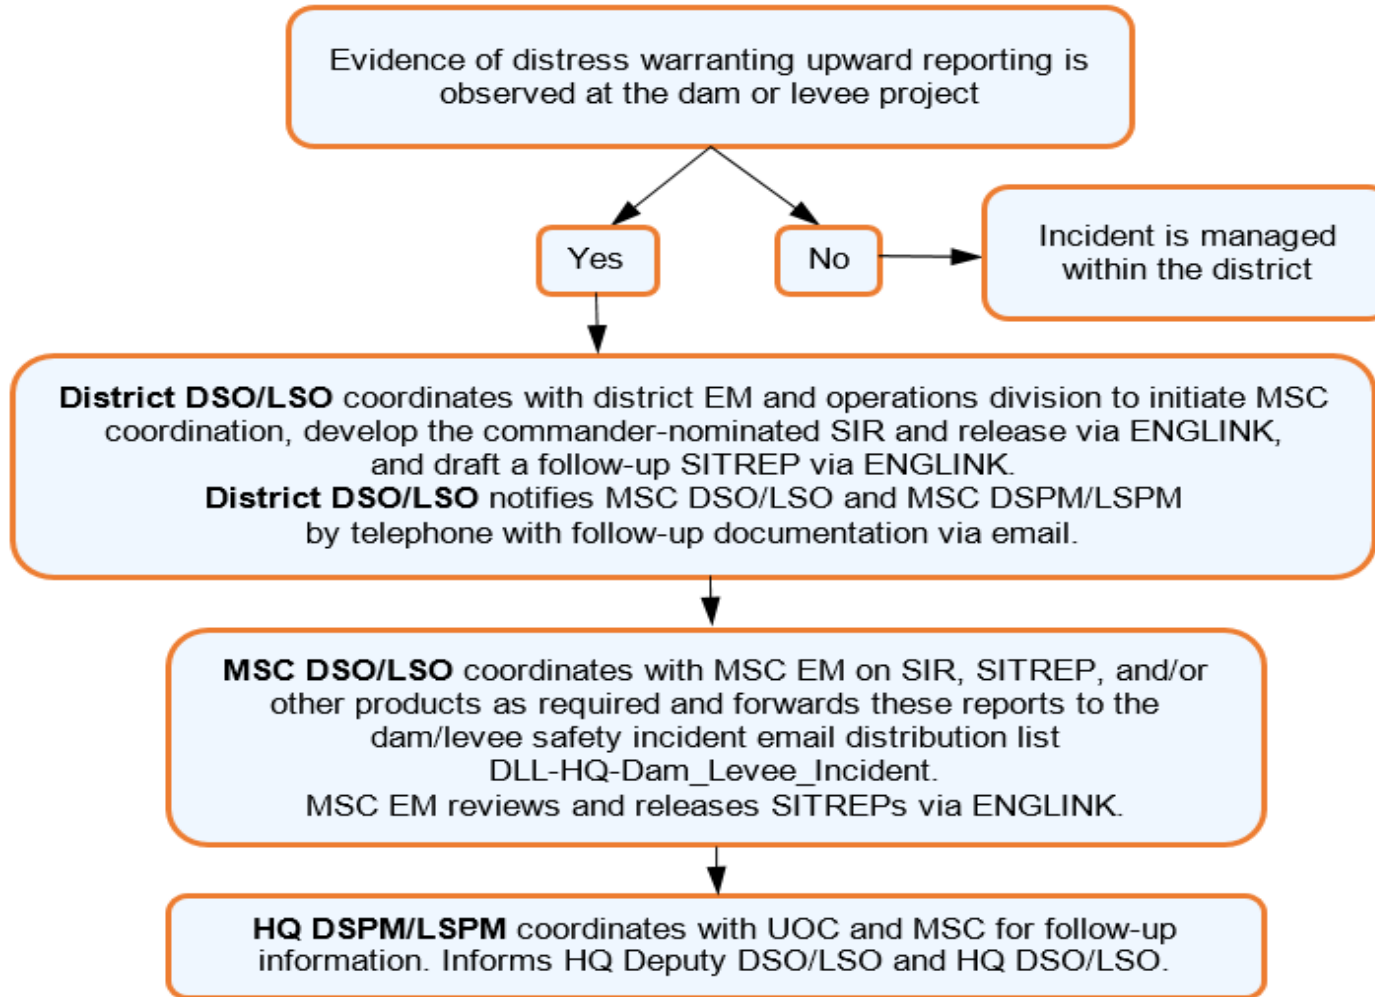 Evidence of distress warranting upward reporting is
observed at the dam or levee project
Yes
No
Incident is managed
within the district
District DSO/LSO coordinates with district EM and operations division to initiate MSC
coordination, develop the commander-nominated SIR and release via ENGLINK,
and draft a follow-up SITREP via ENGLINK.
District DSO/LSO notifies MSC DSO/LSO and MSC DSPM/LSPM
by telephone with follow-up documentation via email.
MSC DSO/LSO coordinates with MSC EM on SIR, SITREP, and/or
other products as required and forwards these reports to the
dam/levee safety incident email distribution list
DLL-HQ-Dam_Levee_Incident.
MSC EM reviews and releases SITREPs via ENGLINK.
HQ DSPM/LSPM coordinates with UOC and MSC for follow-up
information. Informs HQ Deputy DSO/LSO and HQ DSO/LSO.